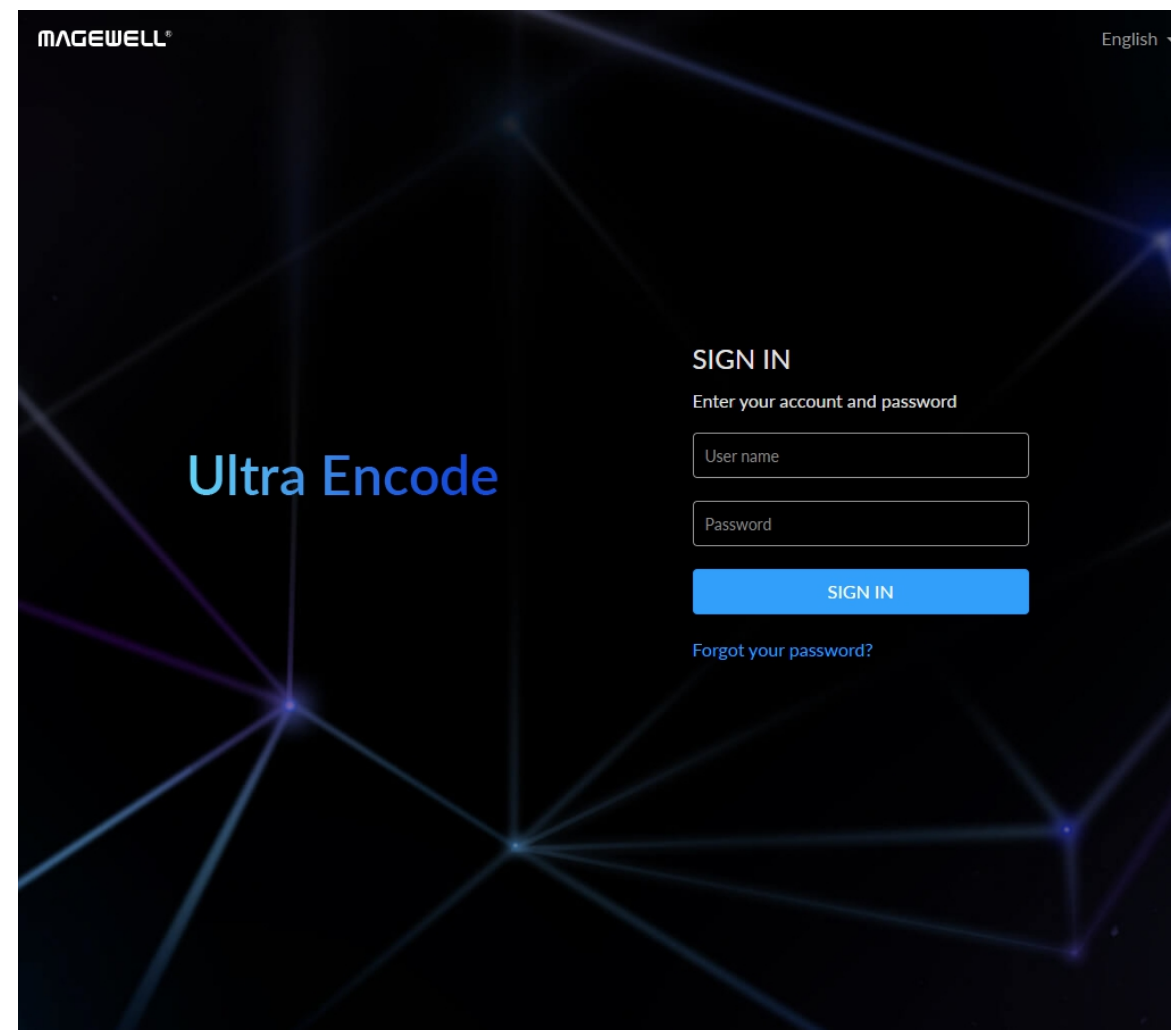 MAGEWELL®
English
Ultra Encode
SIGN IN
Enter your account and password
User name
Password
SIGN IN
Forgot your password?